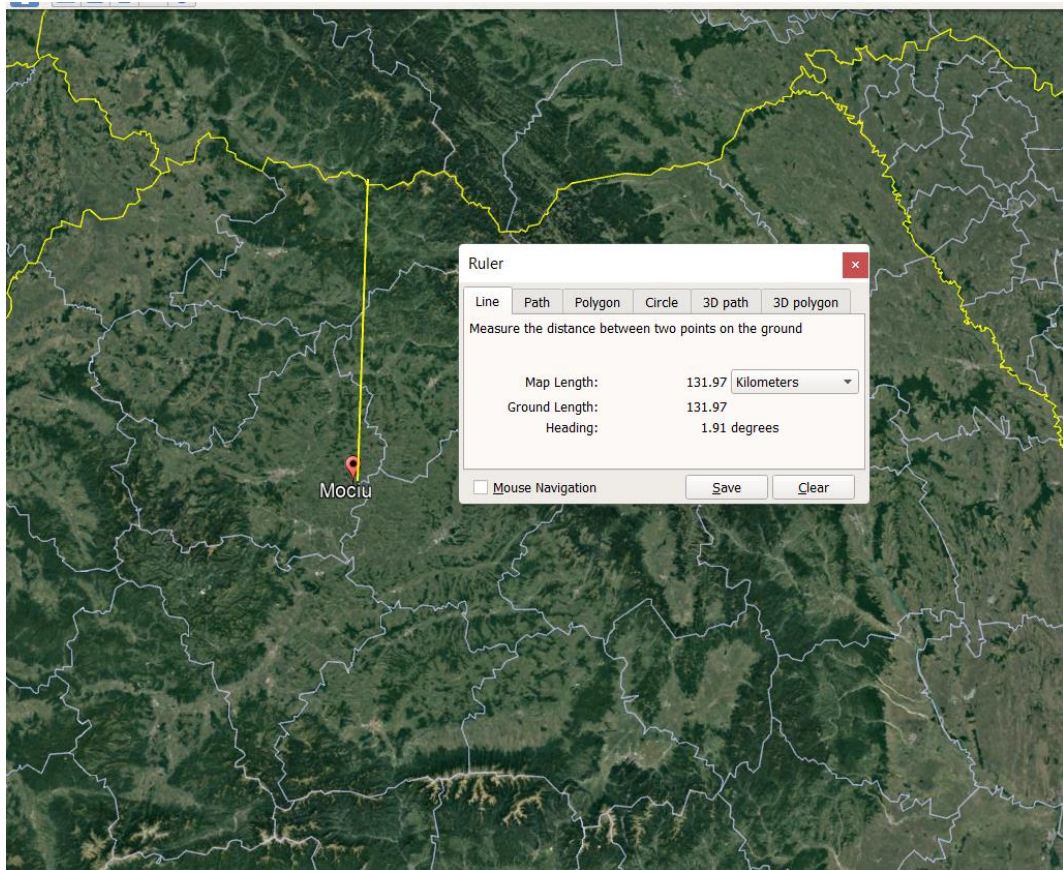 Ruler
Line Path Polygon Circle 3D path 3D polygon
Measure the distance between two points on the ground
Map Length: 131.97 Kilometers
Ground Length: 131.97
Heading: 1.91 degrees
Mouse Navigation Save Clear
Mociu